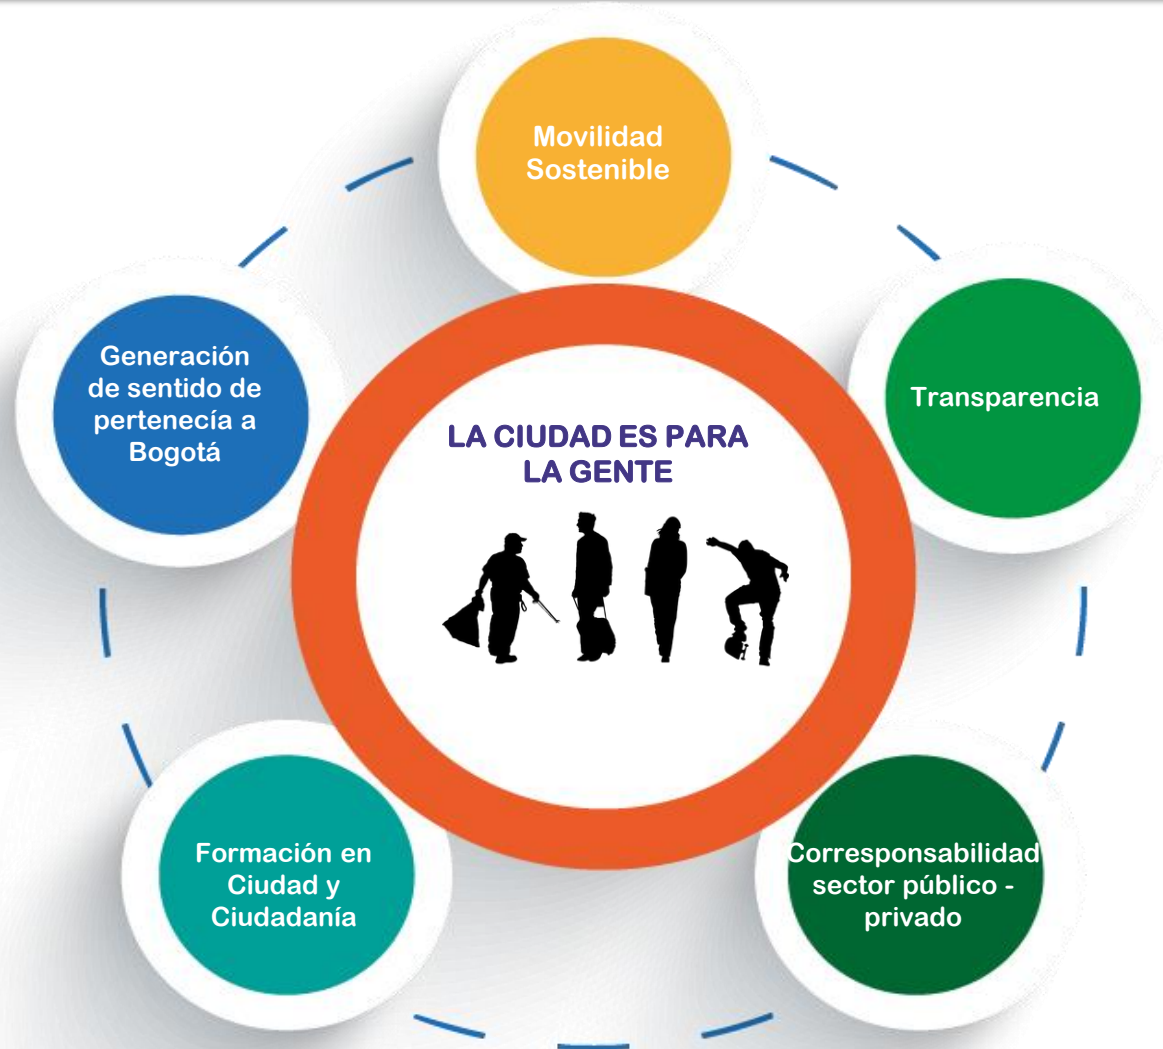 Movilidad
Sostenible
Generación
de sentido de
pertenecía a
Bogotá
Transparencia
LA CIUDAD ES PARA
LA GENTE
Formación en
Ciudad y
Ciudadanía
Corresponsabilidad
sector público -
privado